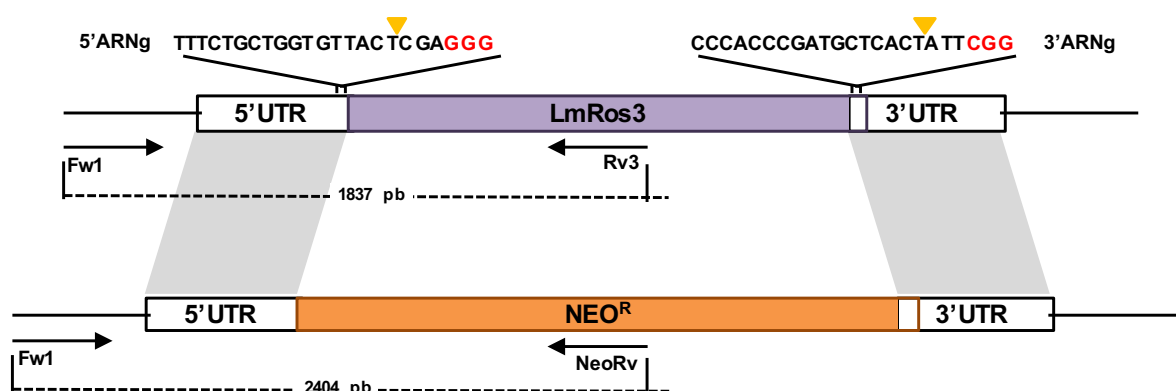 5’ARNg TTTCTGCTGGTGTTACTCGAGGG CCCACCCGATGCTCACTATTCGG 3’ARNg
5’UTR LmRos3 3’UTR
Fw1 Rv3
1837 pb
5’UTR NEOᴿ 3’UTR
Fw1 NeoRv
2404 pb